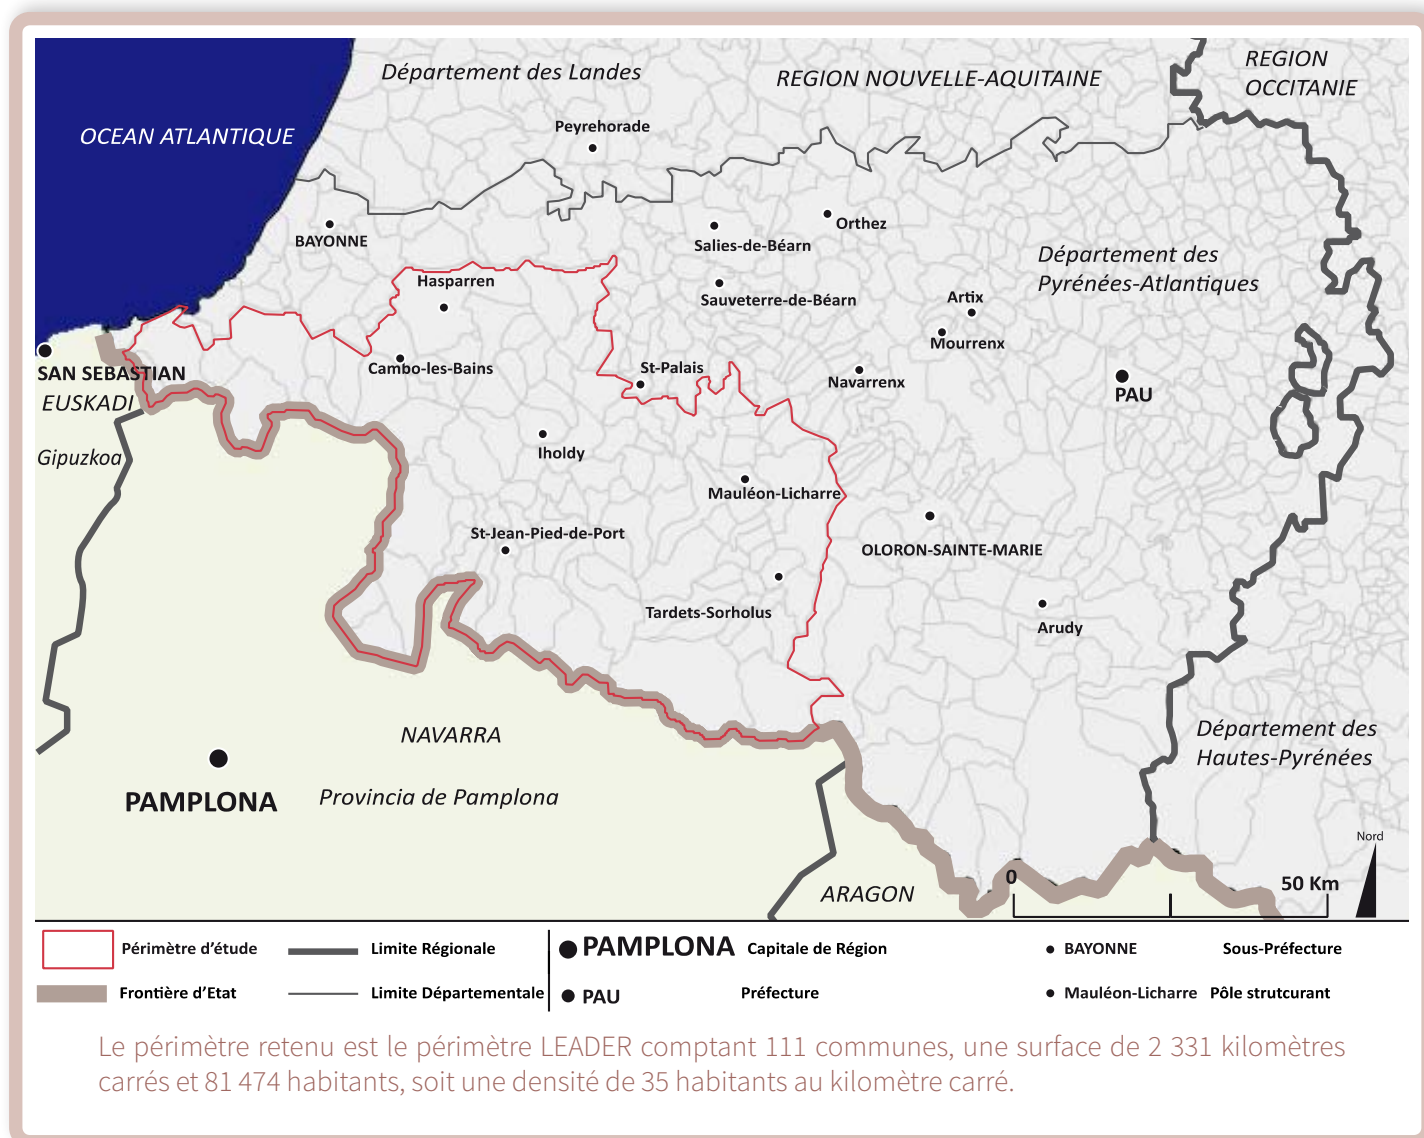 Département des Landes
REGION NOUVELLE-AQUITAINE
REGION
OCCITANIE
OCEAN ATLANTIQUE
Peyrehorade
BAYONNE
Salies-de-Béarn
Orthez
Département des
Pyrénées-Atlantiques
Hasparren
Sauveterre-de-Béarn
Artix
Mourrenx
SAN SEBASTIAN
EUSKADI
Cambo-les-Bains
St-Palais
Navarrenx
PAU
Gipuzkoa
Iholdy
Mauléon-Licharre
St-Jean-Pied-de-Port
OLORON-SAINTE-MARIE
Tardets-Sorholus
Arudy
NAVARRA
Département des
Hautes-Pyrénées
PAMPLONA
Provincia de Pamplona
ARAGON
Nord
0
50 Km
Périmètre d'étude
Limite Régionale
PAMPLONA Capitale de Région
BAYONNE Sous-Préfecture
Frontière d'Etat
Limite Départementale
PAU Préfecture
Mauléon-Licharre Pôle strutcurant
Le périmètre retenu est le périmètre LEADER comptant 111 communes, une surface de 2 331 kilomètres
carrés et 81 474 habitants, soit une densité de 35 habitants au kilomètre carré.